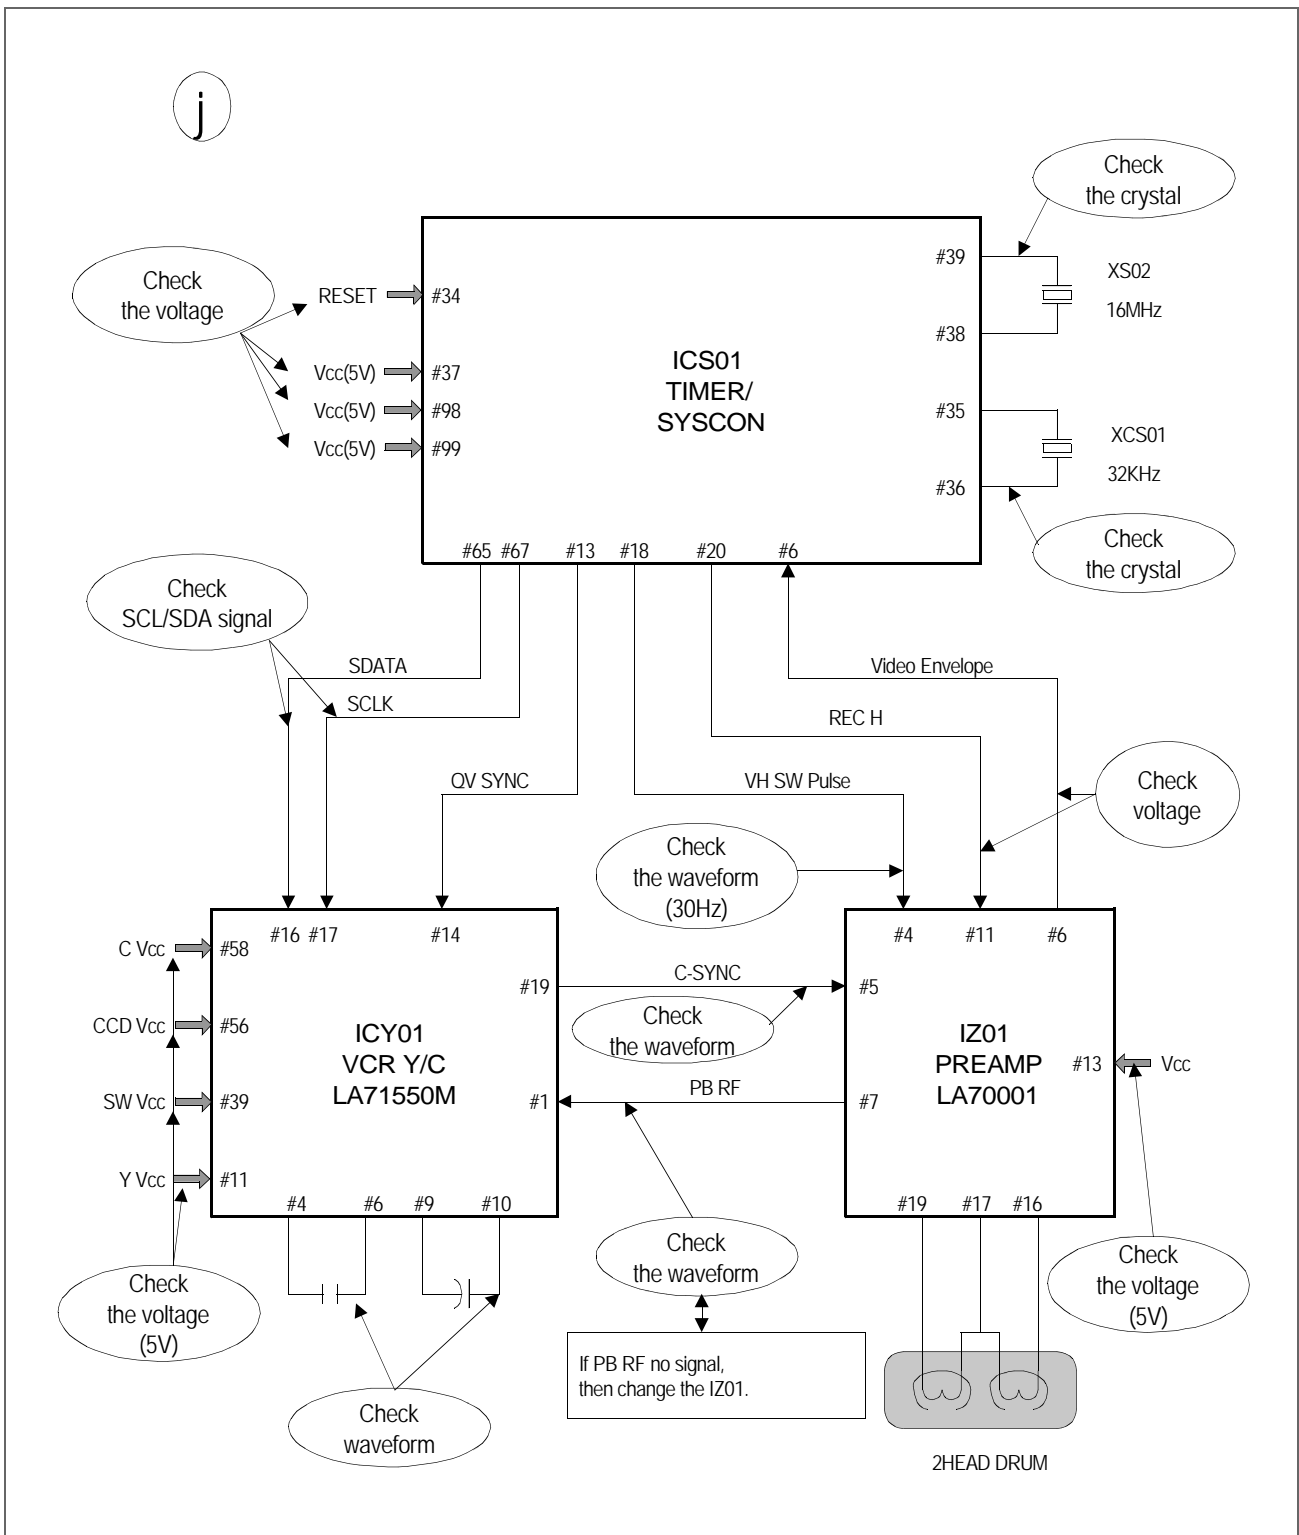 j
Check
the crystal
#39
XS02
16MHz
#38
Check
the voltage
RESET
#34
Vcc(5V)
#37
Vcc(5V)
#98
Vcc(5V)
#99
ICS01
TIMER/
SYSCON
#35
XCS01
32KHz
#36
Check
the crystal
#65
#67
#13
#18
#20
#6
Check
SCL/SDA signal
SDATA
SCLK
QV SYNC
VH SW Pulse
REC H
Video Envelope
Check
voltage
Check
the waveform
(30Hz)
C Vcc
#58
CCD Vcc
#56
SW Vcc
#39
Y Vcc
#11
#16
#17
#14
#19
ICY01
VCR Y/C
LA71550M
#1
#4
#6
#9
#10
C-SYNC
Check
the waveform
PB RF
#4
#11
#6
#5
IZ01
PREAMP
LA70001
#13
Vcc
#7
#19
#17
#16
Check
the voltage
(5V)
Check
waveform
Check
the waveform
If PB RF no signal,
then change the IZ01.
Check
the voltage
(5V)
2HEAD DRUM